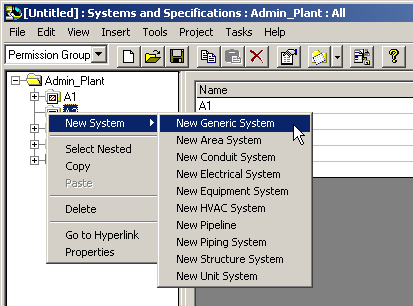 [Untitled] : Systems and Specifications : Admin_Plant : All
File Edit View Insert Tools Project Tasks Help
Permission Group
Admin_Plant
A1
Name
A1
New System
Select Nested
Copy
Paste
Delete
Go to Hyperlink
Properties
New Generic System
New Area System
New Conduit System
New Electrical System
New Equipment System
New HVAC System
New Pipeline
New Piping System
New Structure System
New Unit System